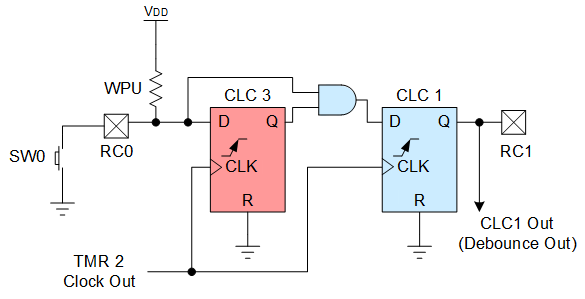 VDD
WPU
CLC 3
CLC 1
D
Q
D
Q
RC0
RC1
SW0
CLK
CLK
R
R
TMR 2
Clock Out
CLC1 Out
(Debounce Out)